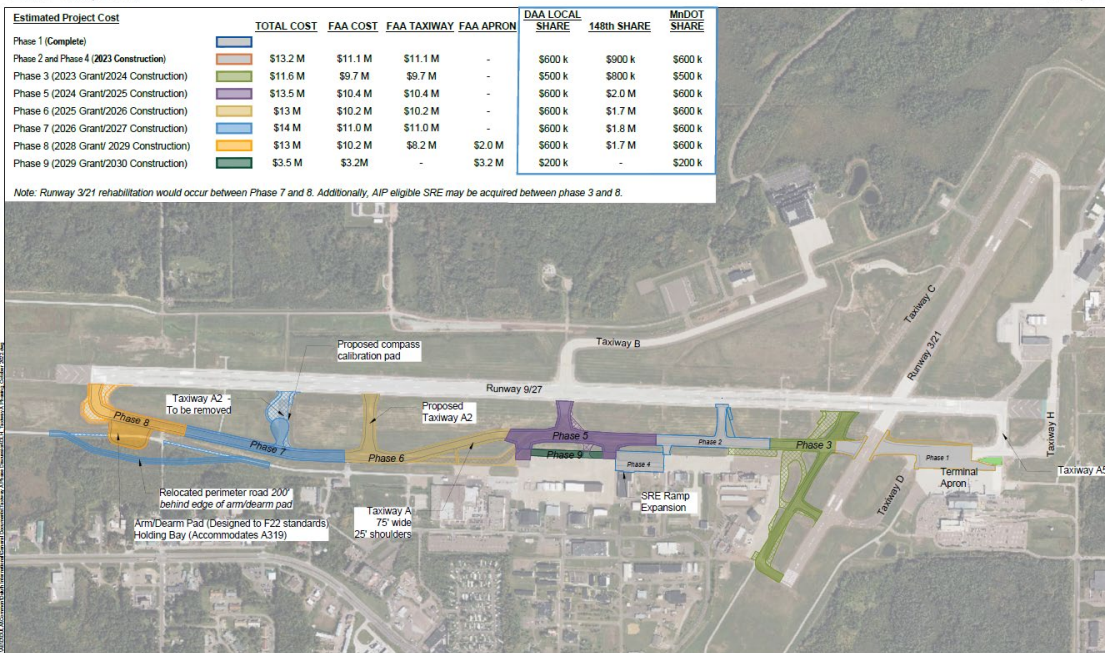 Estimated Project Cost
TOTAL COST FAA COST FAA TAXIWAY FAA APRON DAA LOCAL SHARE 148th SHARE MnDOT SHARE
Phase 1 (Complete)
Phase 2 and Phase 4 (2023 Construction) $13.2 M $11.1 M $11.1 M - $600 k $900 k $600 k
Phase 3 (2023 Grant/2024 Construction) $11.6 M $9.7 M $9.7 M - $500 k $800 k $500 k
Phase 5 (2024 Grant/2025 Construction) $13.5 M $10.4 M $10.4 M - $600 k $2.0 M $600 k
Phase 6 (2025 Grant/2026 Construction) $13 M $10.2 M $10.2 M - $600 k $1.7 M $600 k
Phase 7 (2026 Grant/2027 Construction) $14 M $11.0 M $11.0 M - $600 k $1.8 M $600 k
Phase 8 (2028 Grant/ 2029 Construction) $13 M $10.2 M $8.2 M $2.0 M $600 k $1.7 M $600 k
Phase 9 (2029 Grant/2030 Construction) $3.5 M $3.2M - $3.2 M $200 k - $200 k
Note: Runway 3/21 rehabilitation would occur between Phase 7 and 8. Additionally, AIP eligible SRE may be acquired between phase 3 and 8.
Taxiway C
Runway 3/21
Taxiway B
Proposed compass
calibration pad
Runway 9/27
Taxiway A2 -
To be removed
Proposed
Taxiway A2
Taxiway H
Phase 8
Phase 7
Phase 6
Phase 5
Phase 9
Phase 2
Phase 4
Phase 3
Phase 1
Terminal
Apron
Taxiway A5
Taxiway D
Relocated perimeter road 200'
behind edge of arm/dearm pad
SRE Ramp
Expansion
Taxiway A
75' wide
25' shoulders
Arm/Dearm Pad (Designed to F22 standards)
Holding Bay (Accommodates A319)